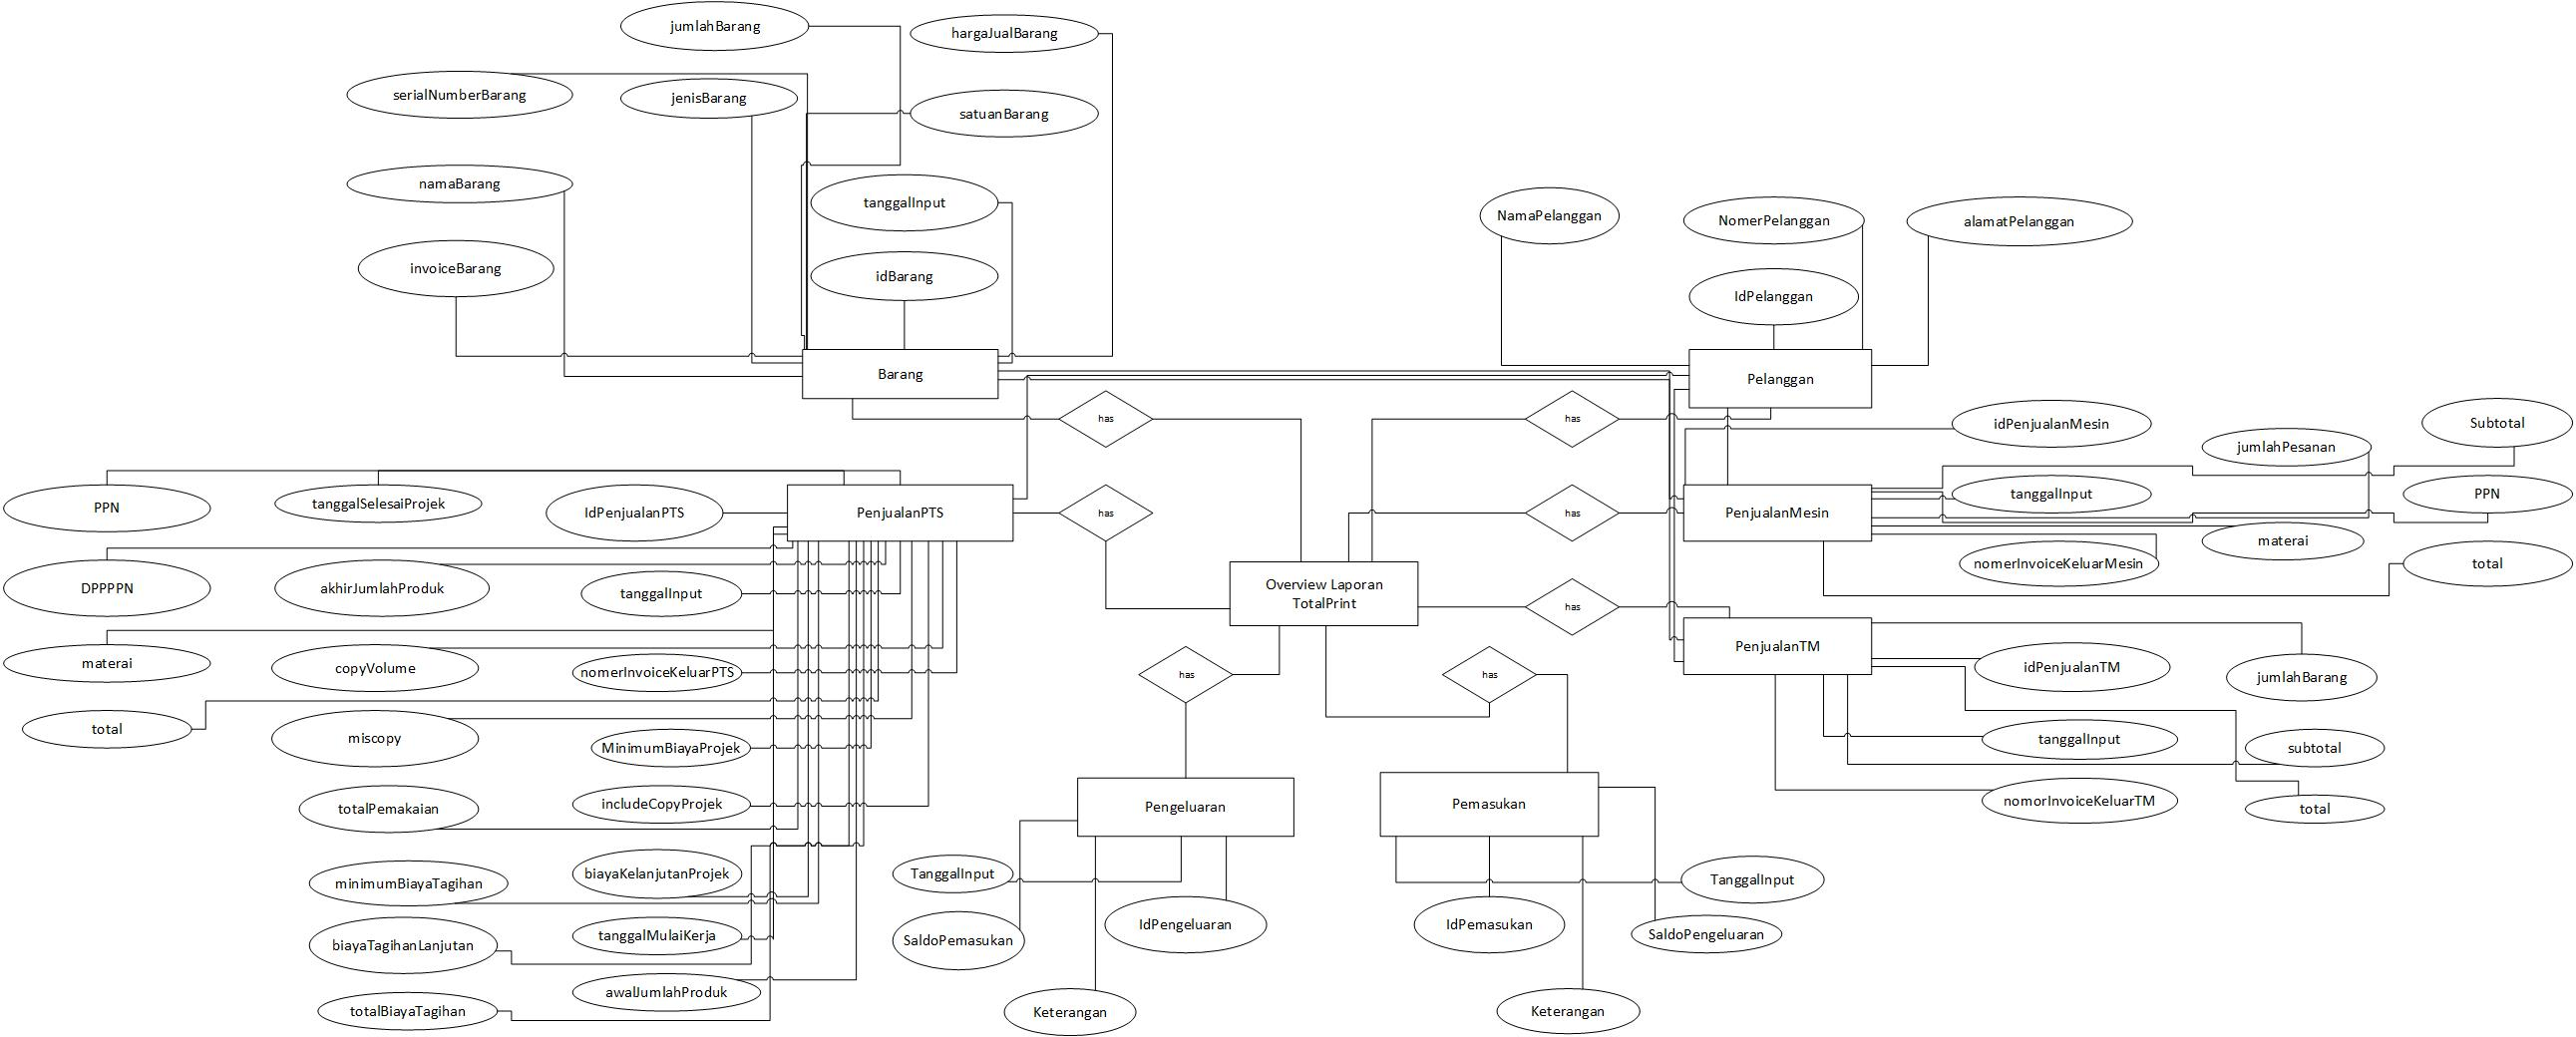 jumlahBarang
hargaJualBarang
serialNumberBarang
jenisBarang
satuanBarang
namaBarang
tanggalInput
NamaPelanggan
NomerPelanggan
alamatPelanggan
invoiceBarang
idBarang
IdPelanggan
Barang
Pelanggan
has
has
idPenjualanMesin
Subtotal
jumlahPesanan
PPN
tanggalSelesaiProjek
IdPenjualanPTS
PenjualanPTS
has
has
PenjualanMesin
tanggalInput
PPN
materai
nomerInvoiceKeluarMesin
total
DPPPPN
akhirJumlahProduk
tanggalInput
Overview Laporan
TotalPrint
has
PenjualanTM
materai
copyVolume
nomerInvoiceKeluarPTS
has
has
idPenjualanTM
jumlahBarang
total
miscopy
MinimumBiayaProjek
tanggalInput
subtotal
totalPemakaian
includeCopyProjek
Pengeluaran
Pemasukan
nomorInvoiceKeluarTM
total
minimumBiayaTagihan
biayaKelanjutanProjek
TanggalInput
TanggalInput
biayaTagihanLanjutan
tanggalMulaiKerja
SaldoPemasukan
IdPengeluaran
IdPemasukan
SaldoPengeluaran
totalBiayaTagihan
awalJumlahProduk
Keterangan
Keterangan